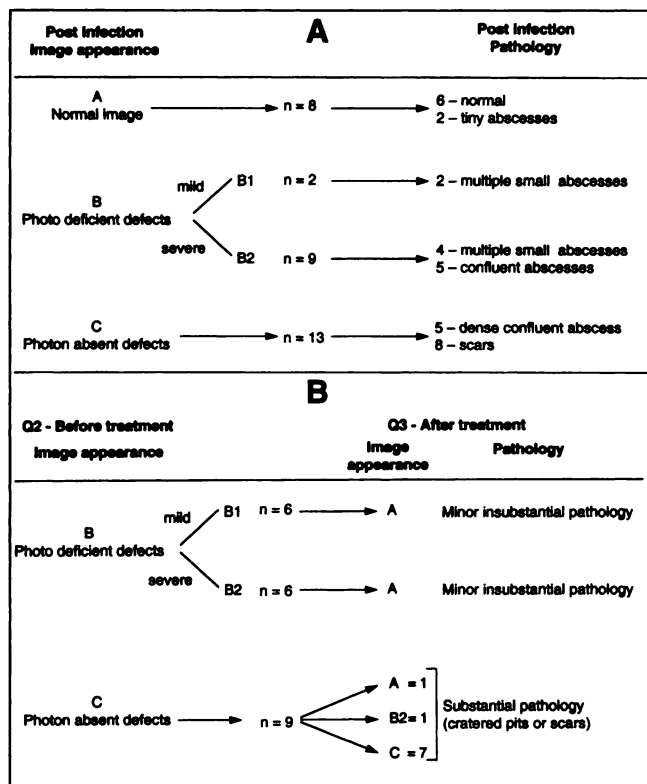 A
Post infection
Image appearance
Post infection
Pathology
A
Normal image
n = 8
6 – normal
2 – tiny abscesses
B
Photo deficient defects
mild
B1
n = 2
2 – multiple small abscesses
severe
B2
n = 9
4 – multiple small abscesses
5 – confluent abscesses
C
Photon absent defects
n = 13
5 – dense confluent abscess
8 – scars
B
Q2 - Before treatment
Image appearance
Q3 - After treatment
Image
appearance
Pathology
B
Photo deficient defects
mild
B1
n = 6
A
Minor insubstantial pathology
severe
B2
n = 6
A
Minor insubstantial pathology
C
Photon absent defects
n = 9
A = 1
B2= 1
C = 7
Substantial pathology
(cratered pits or scars)